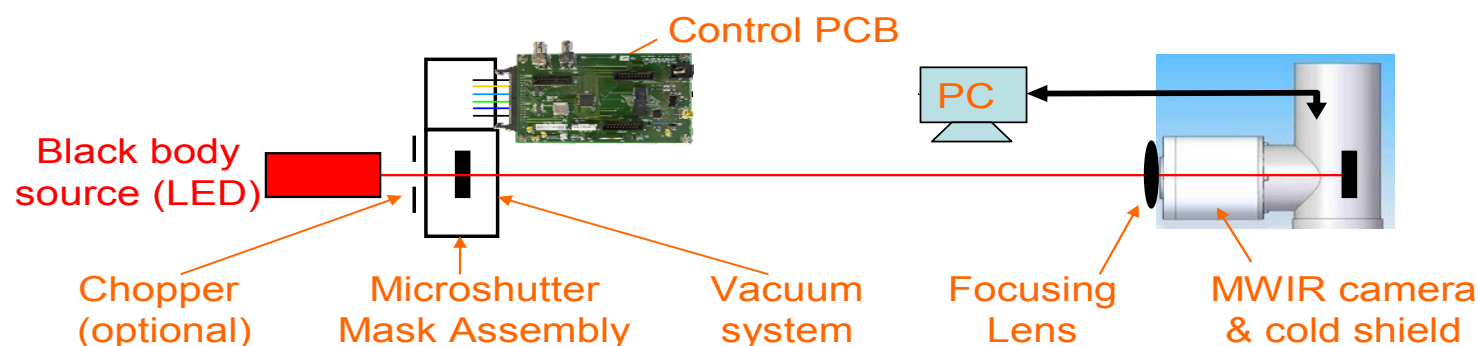 Control PCB
PC
Black body
source (LED)
Chopper
(optional)
Microshutter
Mask Assembly
Vacuum
system
Focusing
Lens
MWIR camera
& cold shield